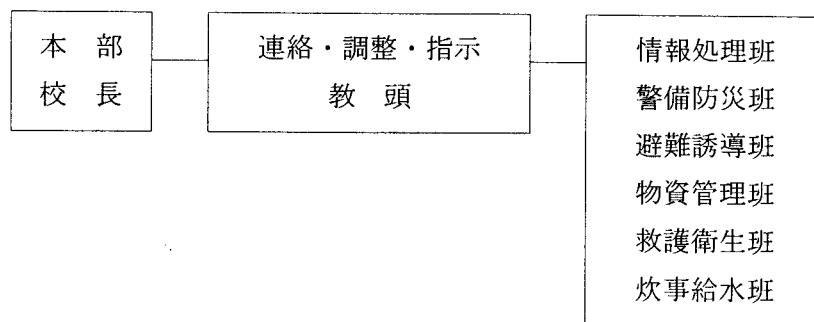 本部
校長
連絡・調整・指示
教頭
情報処理班
警備防災班
避難誘導班
物資管理班
救護衛生班
炊事給水班